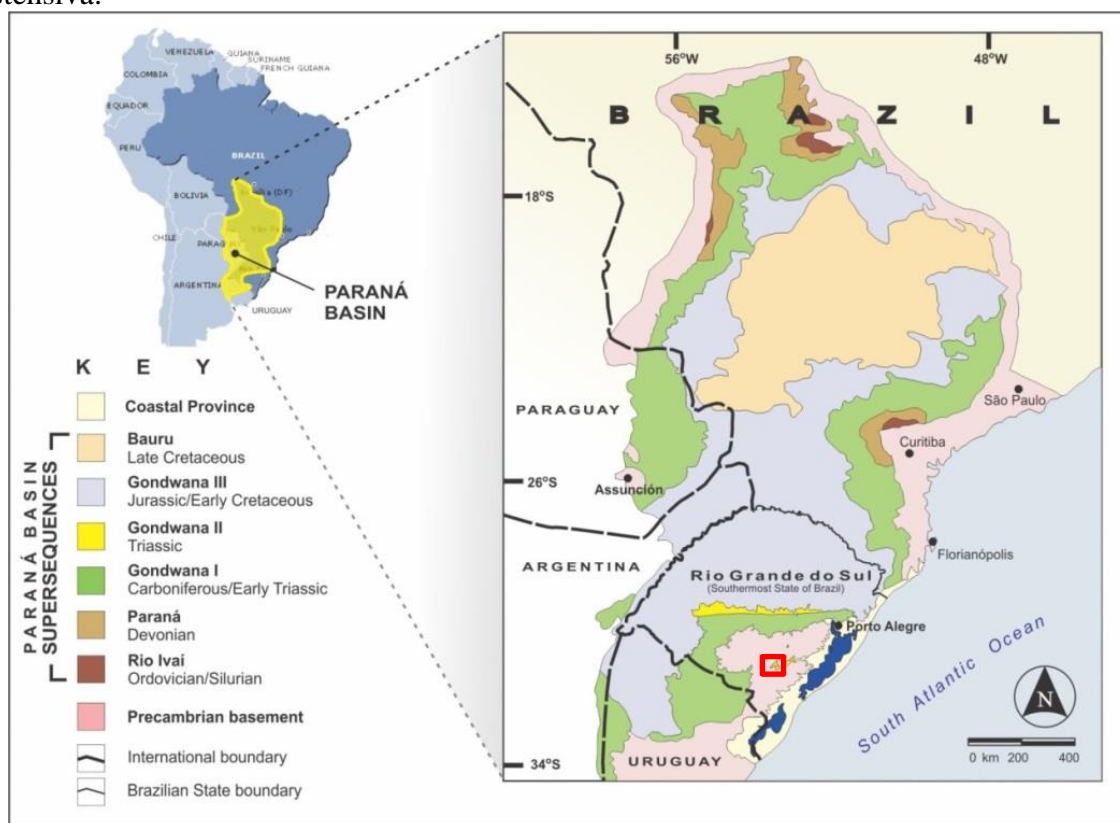 VENEZUELA
GUIANA
SURINAME
FRENCH GUIANA
COLOMBIA
EQUADOR
PERU
BRAZIL
BOLIVIA
CHILE
ARGENTINA
URUGUAY
PARANÁ
BASIN
K E Y
Coastal Province
PARANÁ BASIN
SUPERSEQUENCES
Bauru
Late Cretaceous
Gondwana III
Jurassic/Early Cretaceous
Gondwana II
Triassic
Gondwana I
Carboniferous/Early Triassic
Paraná
Devonian
Rio Ivaí
Ordovician/Silurian
Precambrian basement
International boundary
Brazilian State boundary
56°W
48°W
B R A Z I L
18°S
PARAGUAY
São Paulo
Curitiba
Assunción
26°S
Florianópolis
ARGENTINA
Rio Grande do Sul
(Southermost State of Brazil)
Porto Alegre
South Atlantic Ocean
N
34°S
URUGUAY
0 km 200 400